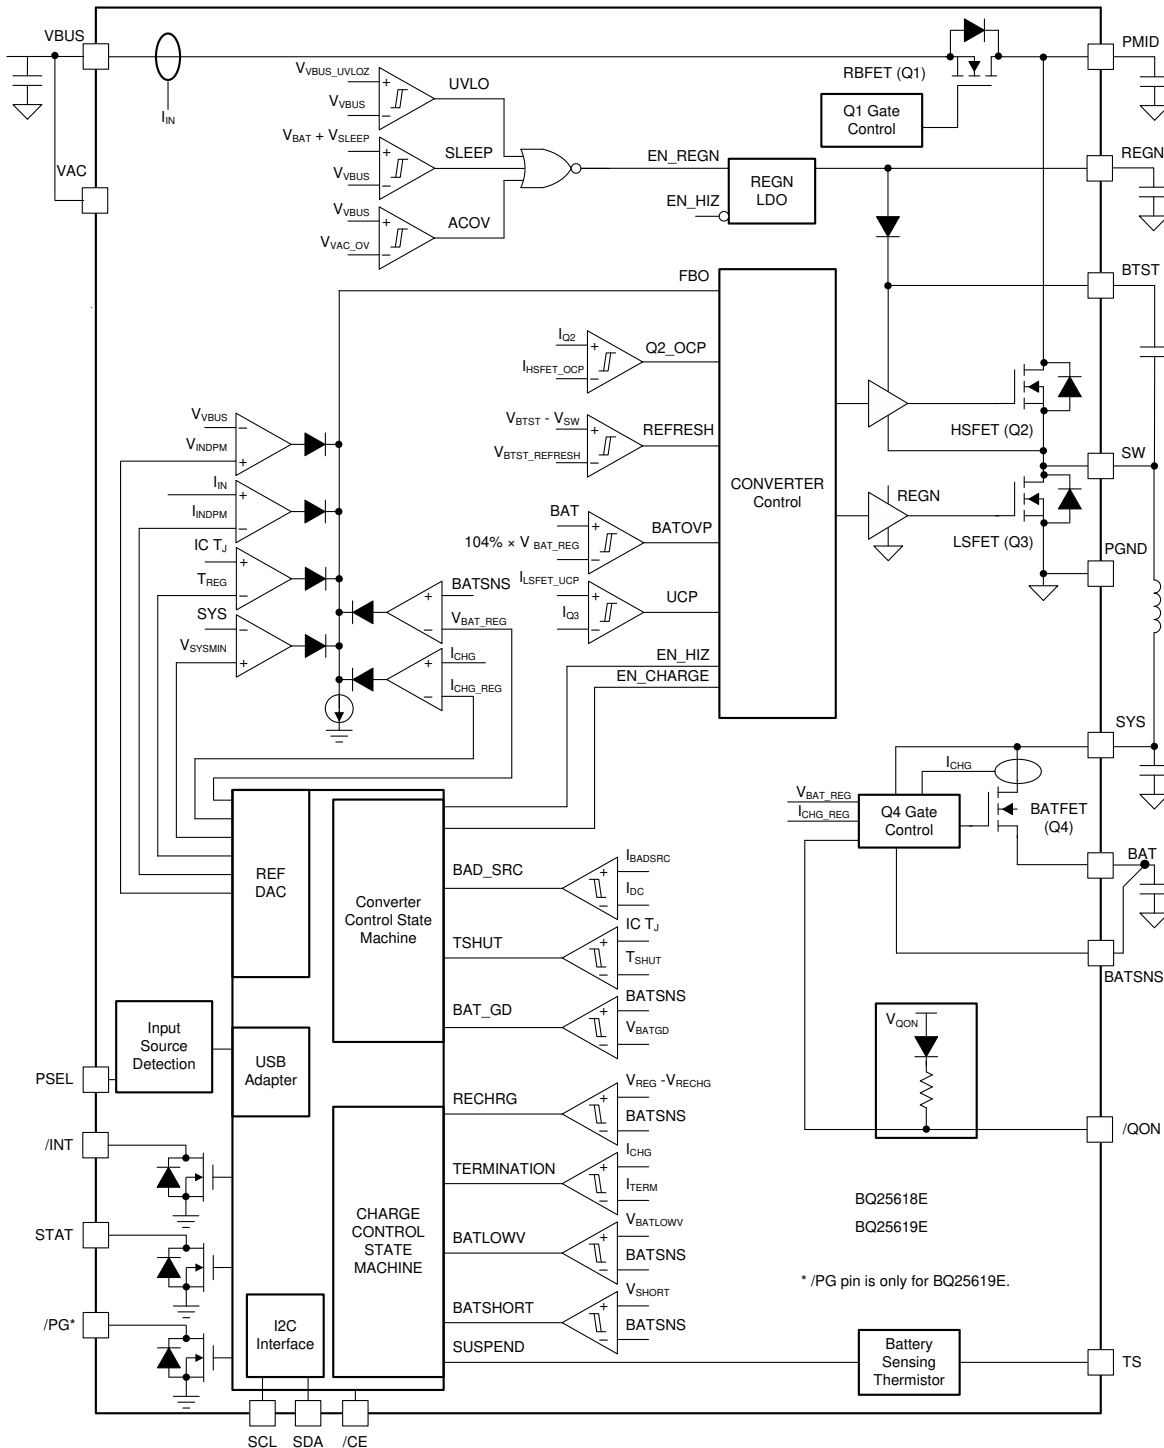 VBUS
I_IN
VAC
V_VBUS_UVLOZ
+
V_VBUS
−
UVLO
V_BAT + V_SLEEP
+
V_VBUS
−
SLEEP
V_VBUS
+
V_VAC_OV
−
ACOV
EN_REGN
EN_HIZ
REGN
LDO
RBFET (Q1)
Q1 Gate
Control
PMID
REGN
BTST
FBO
I_Q2
+
I_HSFET_OCP
−
Q2_OCP
V_BTST - V_SW
+
V_BTST_REFRESH
−
REFRESH
BAT
+
104% × V_BAT_REG
−
BATOVP
I_LSFET_UCP
+
I_Q3
−
UCP
EN_HIZ
EN_CHARGE
CONVERTER
Control
HSFET (Q2)
SW
REGN
LSFET (Q3)
PGND
V_VBUS
−
V_INDPM
+
I_IN
+
I_INDPM
−
IC T_J
+
T_REG
−
SYS
−
V_SYSMIN
+
BATSNS
+
V_BAT_REG
−
I_CHG
+
I_CHG_REG
−
SYS
I_CHG
V_BAT_REG
I_CHG_REG
Q4 Gate
Control
BATFET
(Q4)
BAT
BATSNS
REF
DAC
Converter
Control State
Machine
BAD_SRC
I_BADSRC
+
I_DC
−
TSHUT
IC T_J
+
T_SHUT
−
BAT_GD
BATSNS
+
V_BATGD
−
V_QON
/QON
Input
Source
Detection
USB
Adapter
PSEL
/INT
STAT
/PG*
CHARGE
CONTROL
STATE
MACHINE
RECHRG
V_REG -V_RECHG
+
BATSNS
−
TERMINATION
I_CHG
+
I_TERM
−
BATLOWV
V_BATLOWV
+
BATSNS
−
BATSHORT
V_SHORT
+
BATSNS
−
SUSPEND
I2C
Interface
BQ25618E
BQ25619E
* /PG pin is only for BQ25619E.
Battery
Sensing
Thermistor
TS
SCL
SDA
/CE